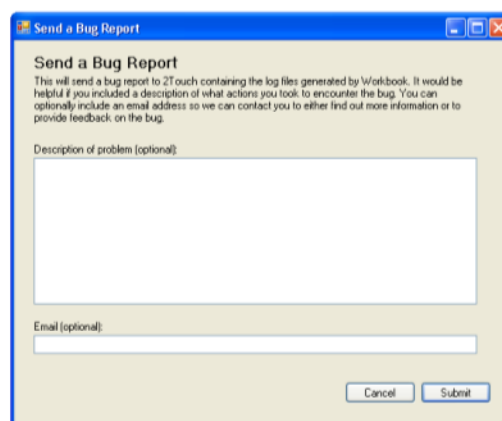 Send a Bug Report
Send a Bug Report
This will send a bug report to 2Touch containing the log files generated by Workbook. It would be
helpful if you included a description of what actions you took to encounter the bug. You can
optionally include an email address so we can contact you to either find out more information or to
provide feedback on the bug.
Description of problem (optional):
Email (optional):
Cancel Submit